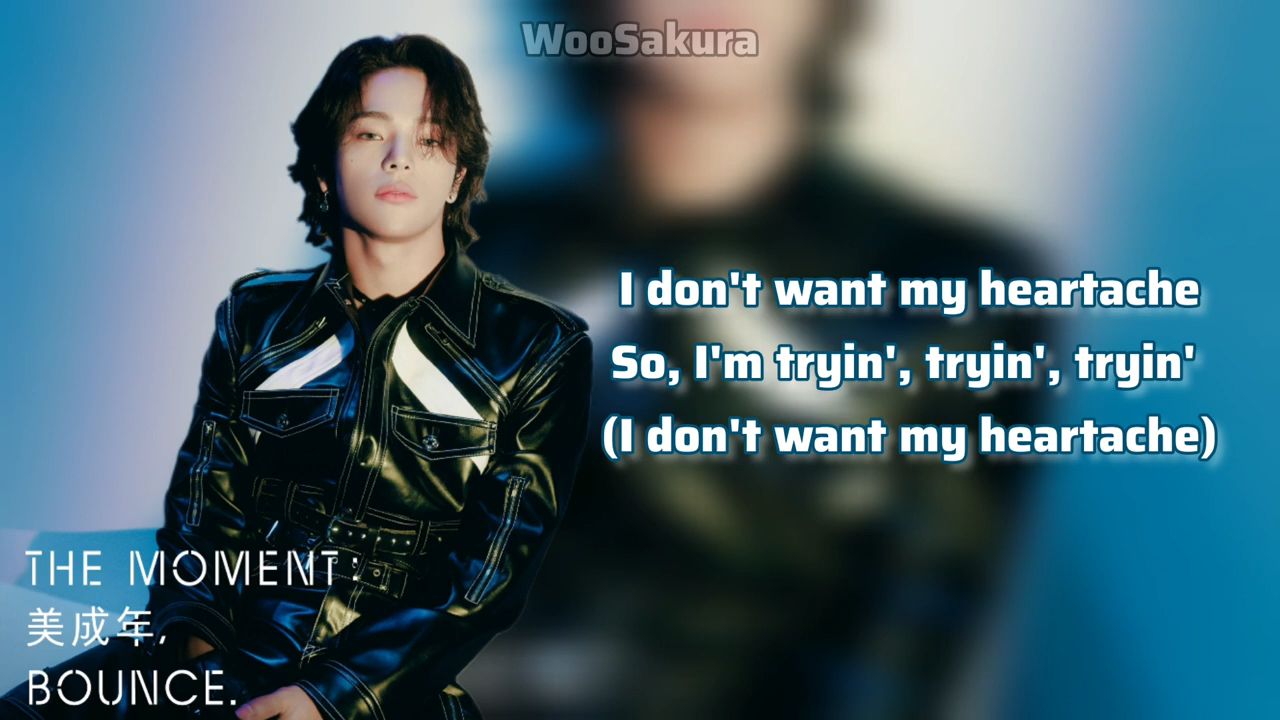 WooSakura
I don't want my heartache
So, I'm tryin', tryin', tryin'
(I don't want my heartache)
THE MOMENT:
美成年,
BOUNCE.